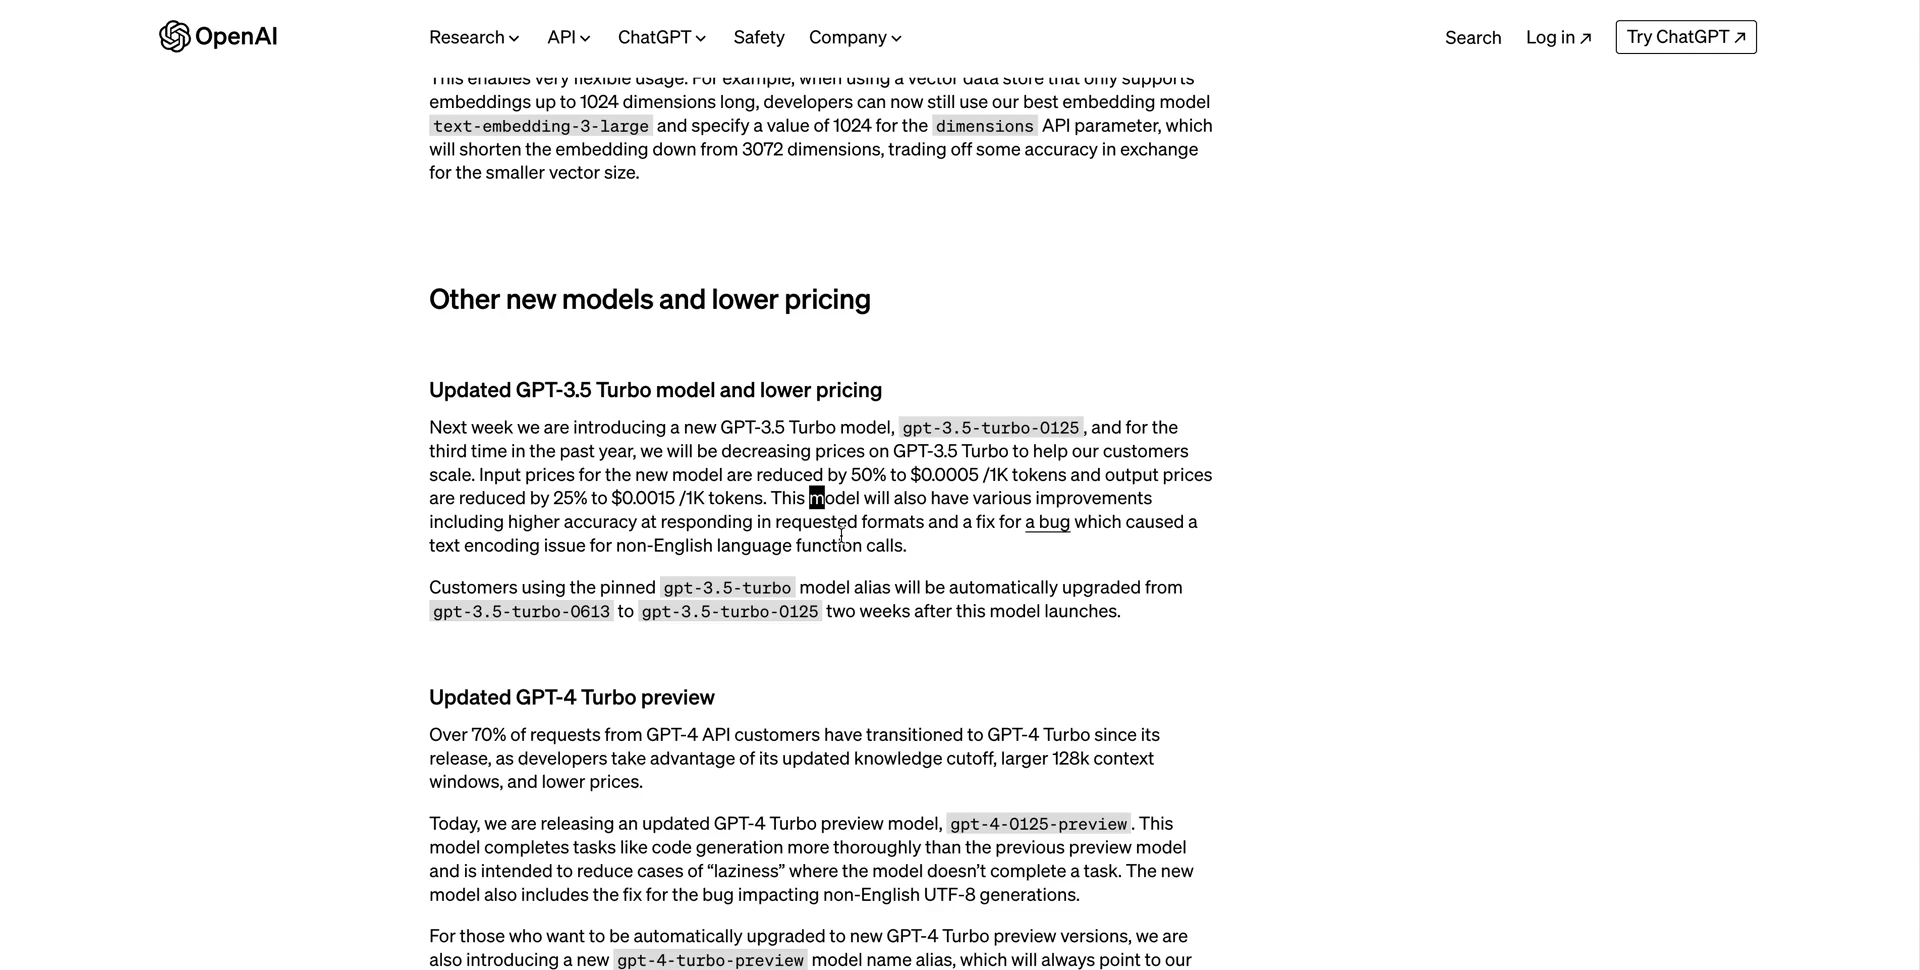 OpenAI
Research API ChatGPT Safety Company Search Log in ↗ Try ChatGPT ↗
This enables very flexible usage. For example, when using a vector data store that only supports
embeddings up to 1024 dimensions long, developers can now still use our best embedding model
text-embedding-3-large and specify a value of 1024 for the dimensions API parameter, which
will shorten the embedding down from 3072 dimensions, trading off some accuracy in exchange
for the smaller vector size.
Other new models and lower pricing
Updated GPT-3.5 Turbo model and lower pricing
Next week we are introducing a new GPT-3.5 Turbo model, gpt-3.5-turbo-0125, and for the
third time in the past year, we will be decreasing prices on GPT-3.5 Turbo to help our customers
scale. Input prices for the new model are reduced by 50% to $0.0005 /1K tokens and output prices
are reduced by 25% to $0.0015 /1K tokens. This model will also have various improvements
including higher accuracy at responding in requested formats and a fix for a bug which caused a
text encoding issue for non-English language function calls.
Customers using the pinned gpt-3.5-turbo model alias will be automatically upgraded from
gpt-3.5-turbo-0613 to gpt-3.5-turbo-0125 two weeks after this model launches.
Updated GPT-4 Turbo preview
Over 70% of requests from GPT-4 API customers have transitioned to GPT-4 Turbo since its
release, as developers take advantage of its updated knowledge cutoff, larger 128k context
windows, and lower prices.
Today, we are releasing an updated GPT-4 Turbo preview model, gpt-4-0125-preview. This
model completes tasks like code generation more thoroughly than the previous preview model
and is intended to reduce cases of “laziness” where the model doesn’t complete a task. The new
model also includes the fix for the bug impacting non-English UTF-8 generations.
For those who want to be automatically upgraded to new GPT-4 Turbo preview versions, we are
also introducing a new gpt-4-turbo-preview model name alias, which will always point to our